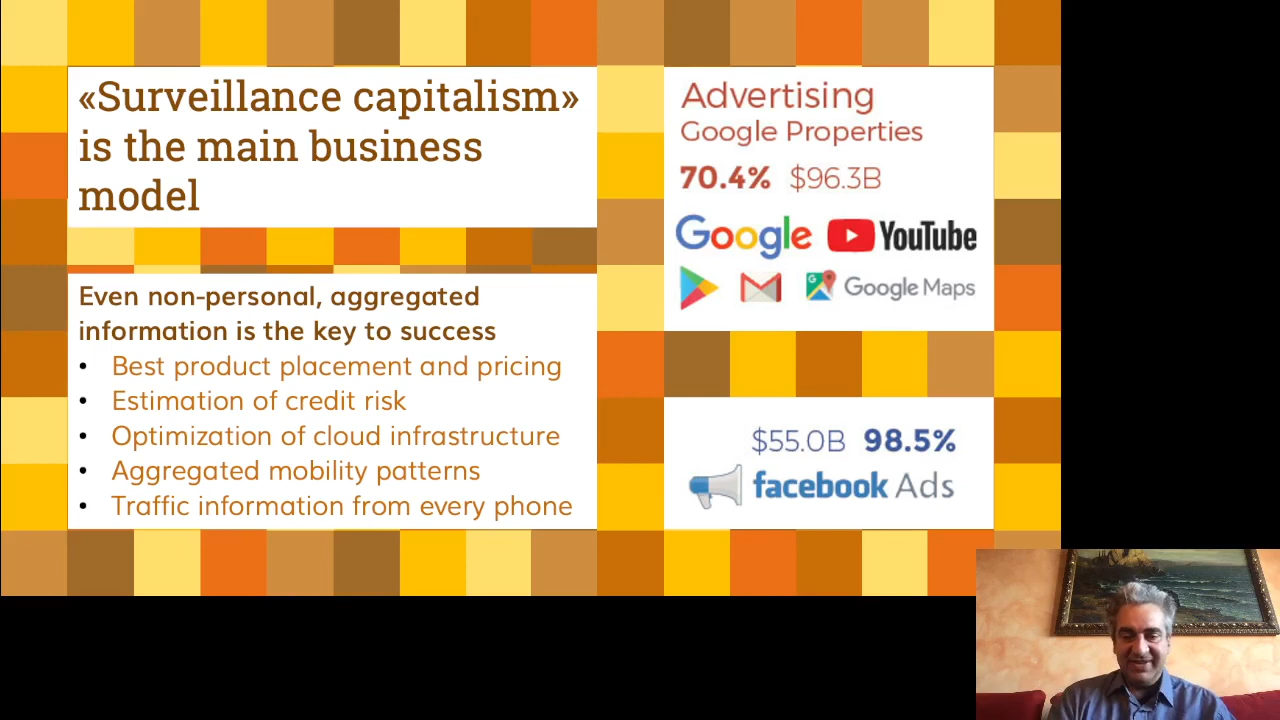 «Surveillance capitalism»
is the main business
model
Even non-personal, aggregated
information is the key to success
• Best product placement and pricing
• Estimation of credit risk
• Optimization of cloud infrastructure
• Aggregated mobility patterns
• Traffic information from every phone
Advertising
Google Properties
70.4% $96.3B
Google YouTube
Google Maps
$55.0B 98.5%
facebook Ads